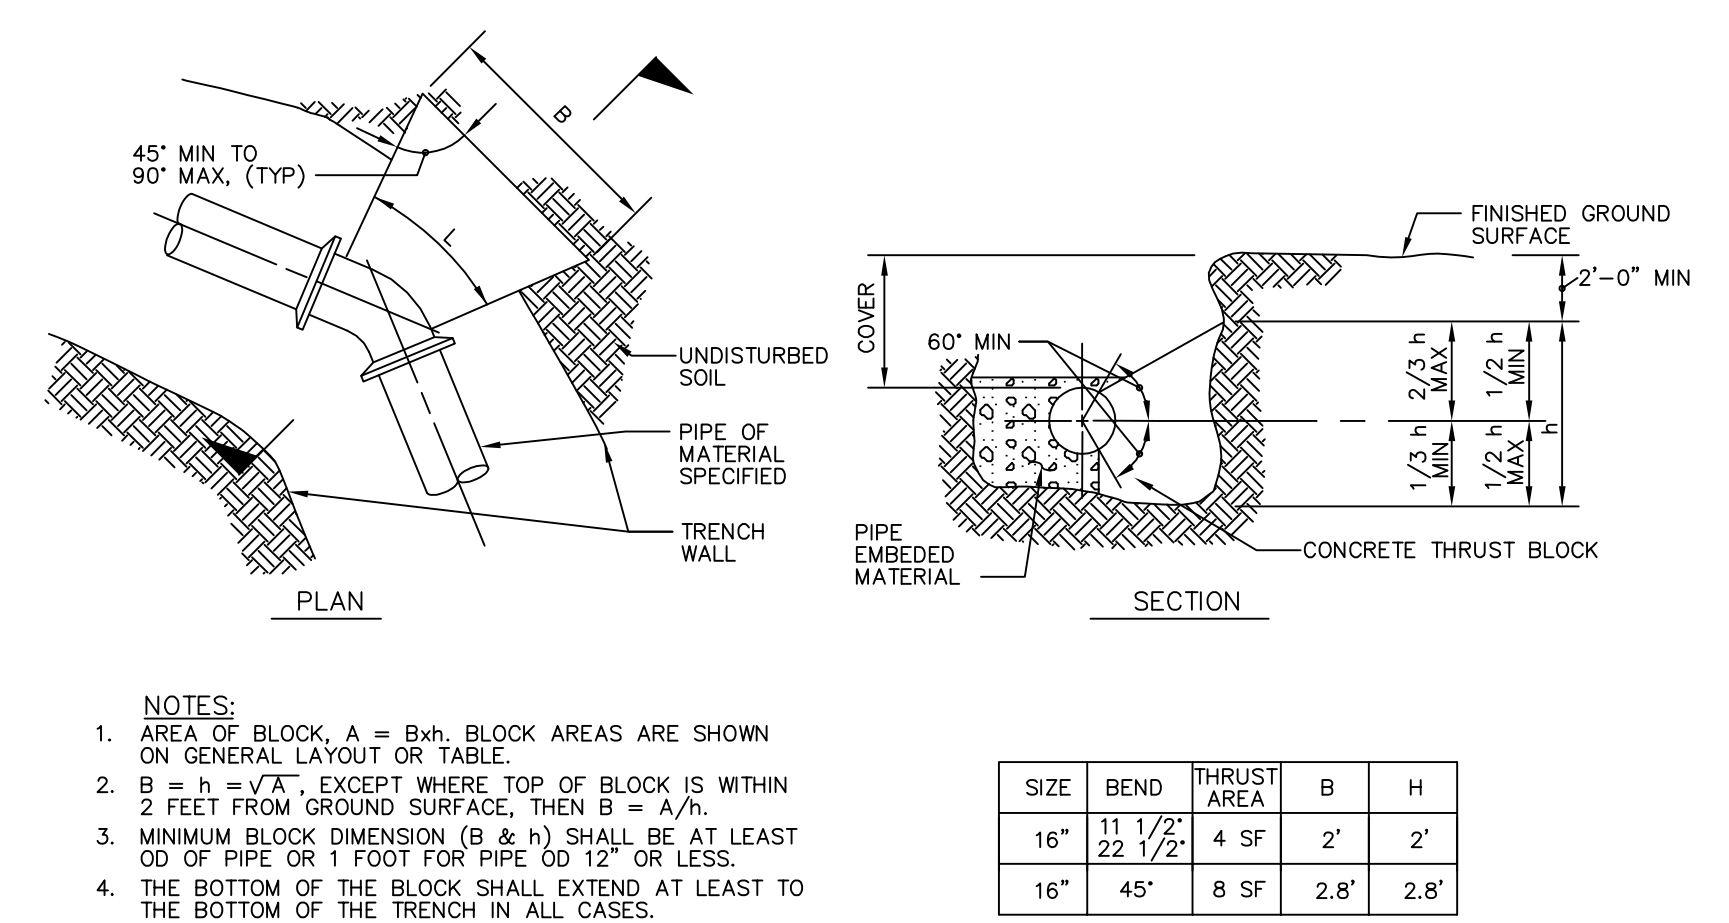 B
45° MIN TO
90° MAX, (TYP)
L
UNDISTURBED
SOIL
PIPE OF
MATERIAL
SPECIFIED
TRENCH
WALL
PLAN
FINISHED GROUND
SURFACE
2'-0" MIN
COVER
60° MIN
2/3 h
MAX
1/2 h
MIN
h
1/3 h
MIN
1/2 h
MAX
PIPE
EMBEDED
MATERIAL
CONCRETE THRUST BLOCK
SECTION
NOTES:
1. AREA OF BLOCK, A = Bxh. BLOCK AREAS ARE SHOWN
ON GENERAL LAYOUT OR TABLE.
2. B = h = √A , EXCEPT WHERE TOP OF BLOCK IS WITHIN
2 FEET FROM GROUND SURFACE, THEN B = A/h.
3. MINIMUM BLOCK DIMENSION (B & h) SHALL BE AT LEAST
OD OF PIPE OR 1 FOOT FOR PIPE OD 12" OR LESS.
4. THE BOTTOM OF THE BLOCK SHALL EXTEND AT LEAST TO
THE BOTTOM OF THE TRENCH IN ALL CASES.
SIZE BEND THRUST AREA B H
16" 11 1/2° 22 1/2° 4 SF 2' 2'
16" 45° 8 SF 2.8' 2.8'